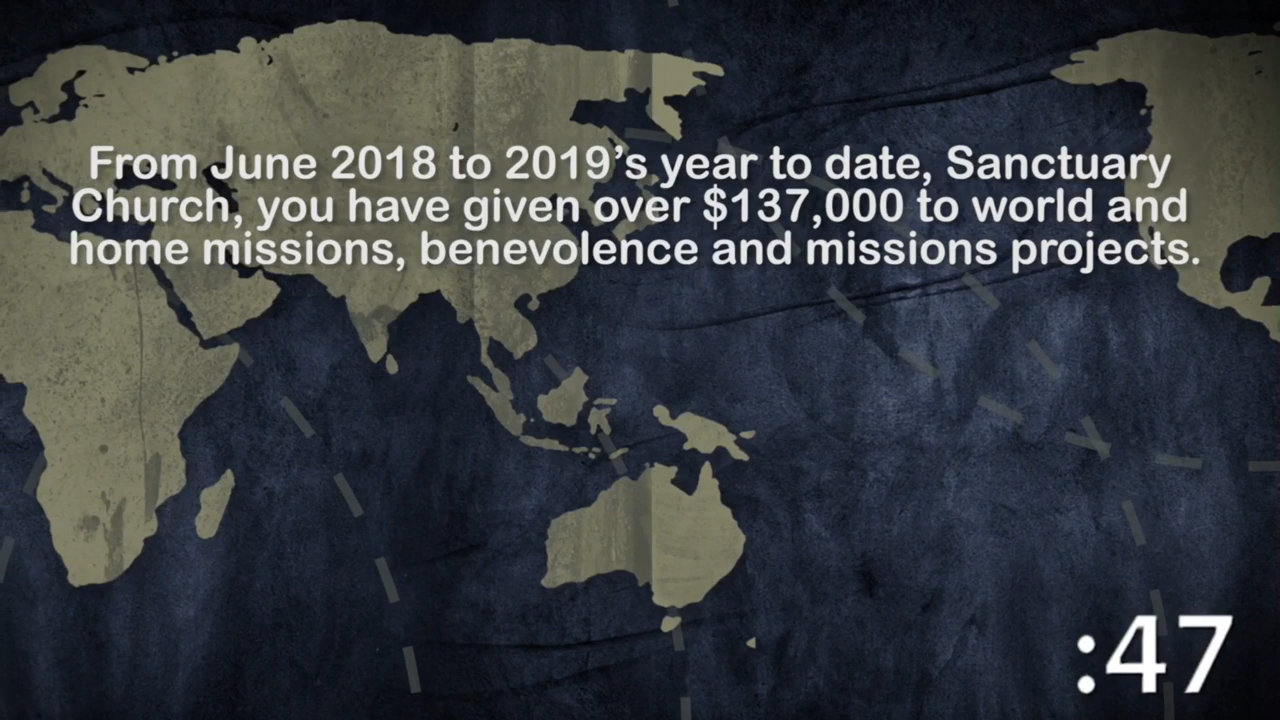 From June 2018 to 2019’s year to date, Sanctuary
Church, you have given over $137,000 to world and
home missions, benevolence and missions projects.
:47